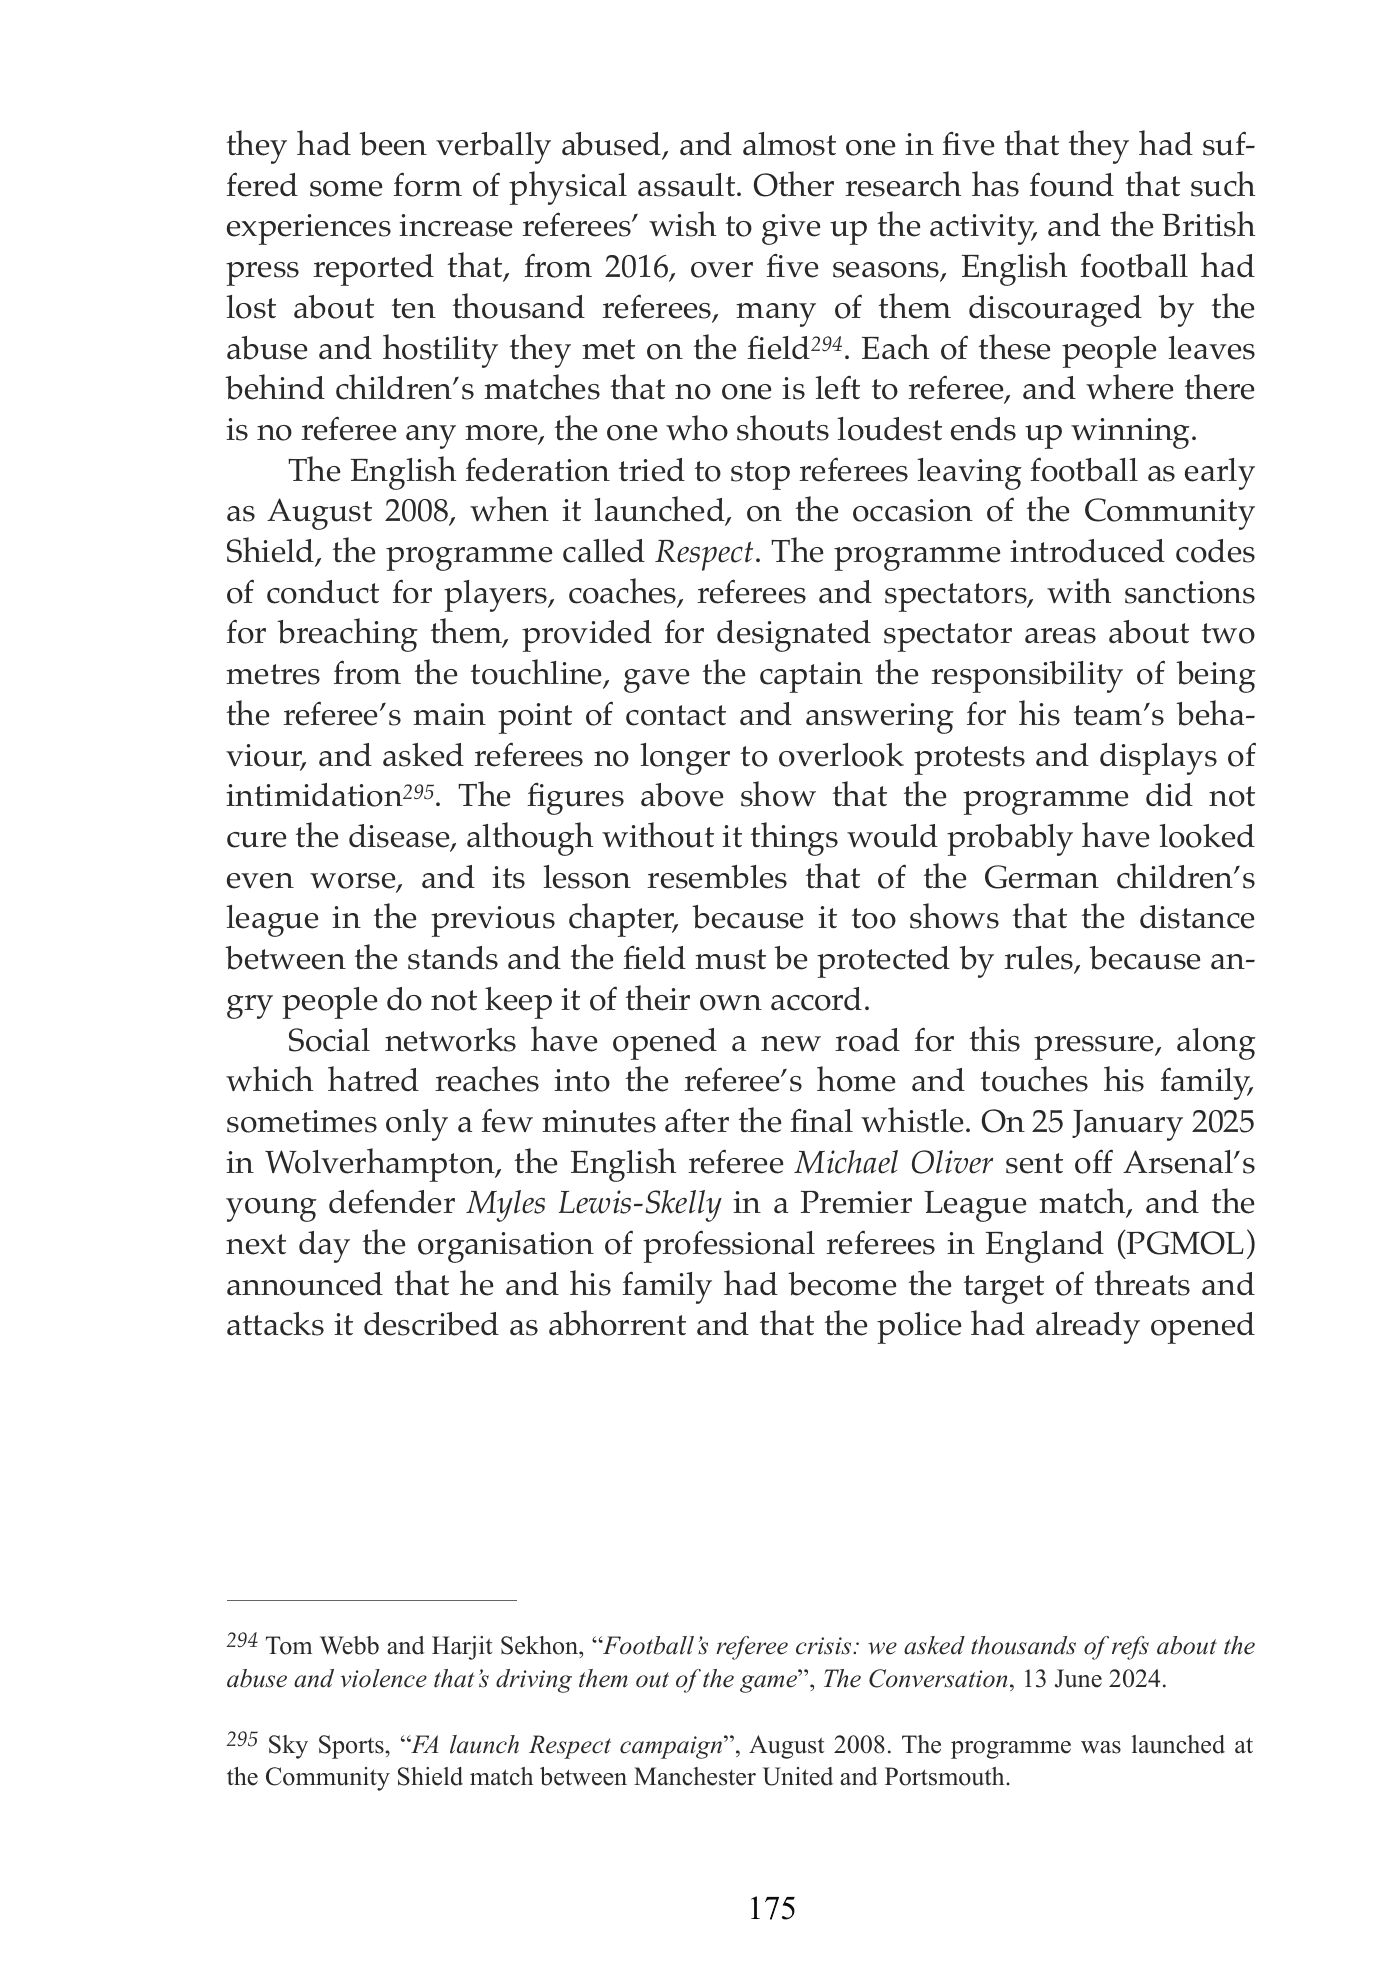 they had been verbally abused, and almost one in five that they had suf-
fered some form of physical assault. Other research has found that such
experiences increase referees’ wish to give up the activity, and the British
press reported that, from 2016, over five seasons, English football had
lost about ten thousand referees, many of them discouraged by the
abuse and hostility they met on the field294. Each of these people leaves
behind children’s matches that no one is left to referee, and where there
is no referee any more, the one who shouts loudest ends up winning.
The English federation tried to stop referees leaving football as early
as August 2008, when it launched, on the occasion of the Community
Shield, the programme called Respect. The programme introduced codes
of conduct for players, coaches, referees and spectators, with sanctions
for breaching them, provided for designated spectator areas about two
metres from the touchline, gave the captain the responsibility of being
the referee’s main point of contact and answering for his team’s beha-
viour, and asked referees no longer to overlook protests and displays of
intimidation295. The figures above show that the programme did not
cure the disease, although without it things would probably have looked
even worse, and its lesson resembles that of the German children’s
league in the previous chapter, because it too shows that the distance
between the stands and the field must be protected by rules, because an-
gry people do not keep it of their own accord.
Social networks have opened a new road for this pressure, along
which hatred reaches into the referee’s home and touches his family,
sometimes only a few minutes after the final whistle. On 25 January 2025
in Wolverhampton, the English referee Michael Oliver sent off Arsenal’s
young defender Myles Lewis-Skelly in a Premier League match, and the
next day the organisation of professional referees in England (PGMOL)
announced that he and his family had become the target of threats and
attacks it described as abhorrent and that the police had already opened
294 Tom Webb and Harjit Sekhon, “Football’s referee crisis: we asked thousands of refs about the
abuse and violence that’s driving them out of the game”, The Conversation, 13 June 2024.
295 Sky Sports, “FA launch Respect campaign”, August 2008. The programme was launched at
the Community Shield match between Manchester United and Portsmouth.
175